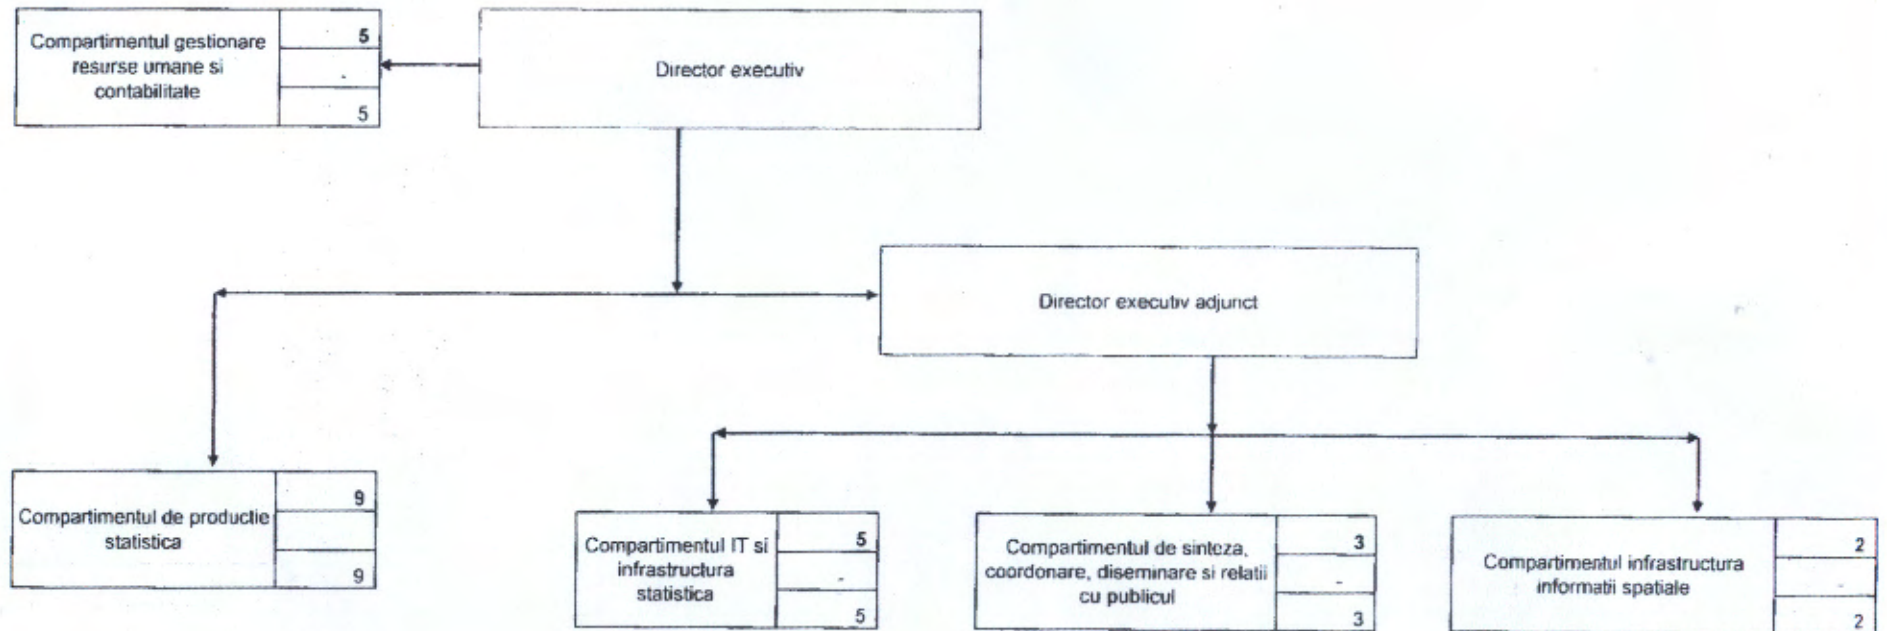 Compartimentul gestionare
resurse umane si
contabilitate
5
-
5
Director executiv
Director executiv adjunct
Compartimentul de productie
statistica
9
9
Compartimentul IT si
infrastructura
statistica
5
-
5
Compartimentul de sinteza,
coordonare, diseminare si relatii
cu publicul
3
-
3
Compartimentul infrastructura
informatii spatiale
2
-
2